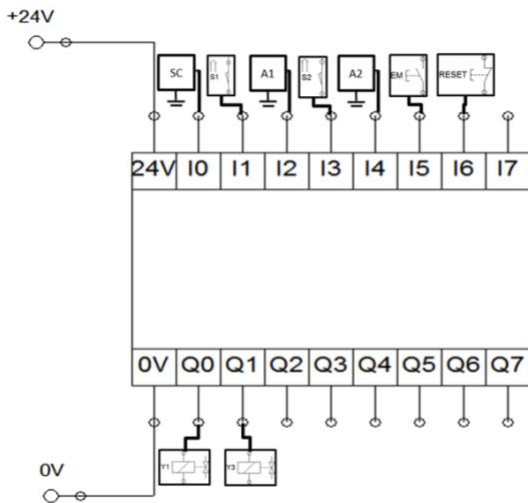 +24V
SC S1 A1 S2 A2 EM RESET
24V I0 I1 I2 I3 I4 I5 I6 I7
0V Q0 Q1 Q2 Q3 Q4 Q5 Q6 Q7
Y1 Y3
0V